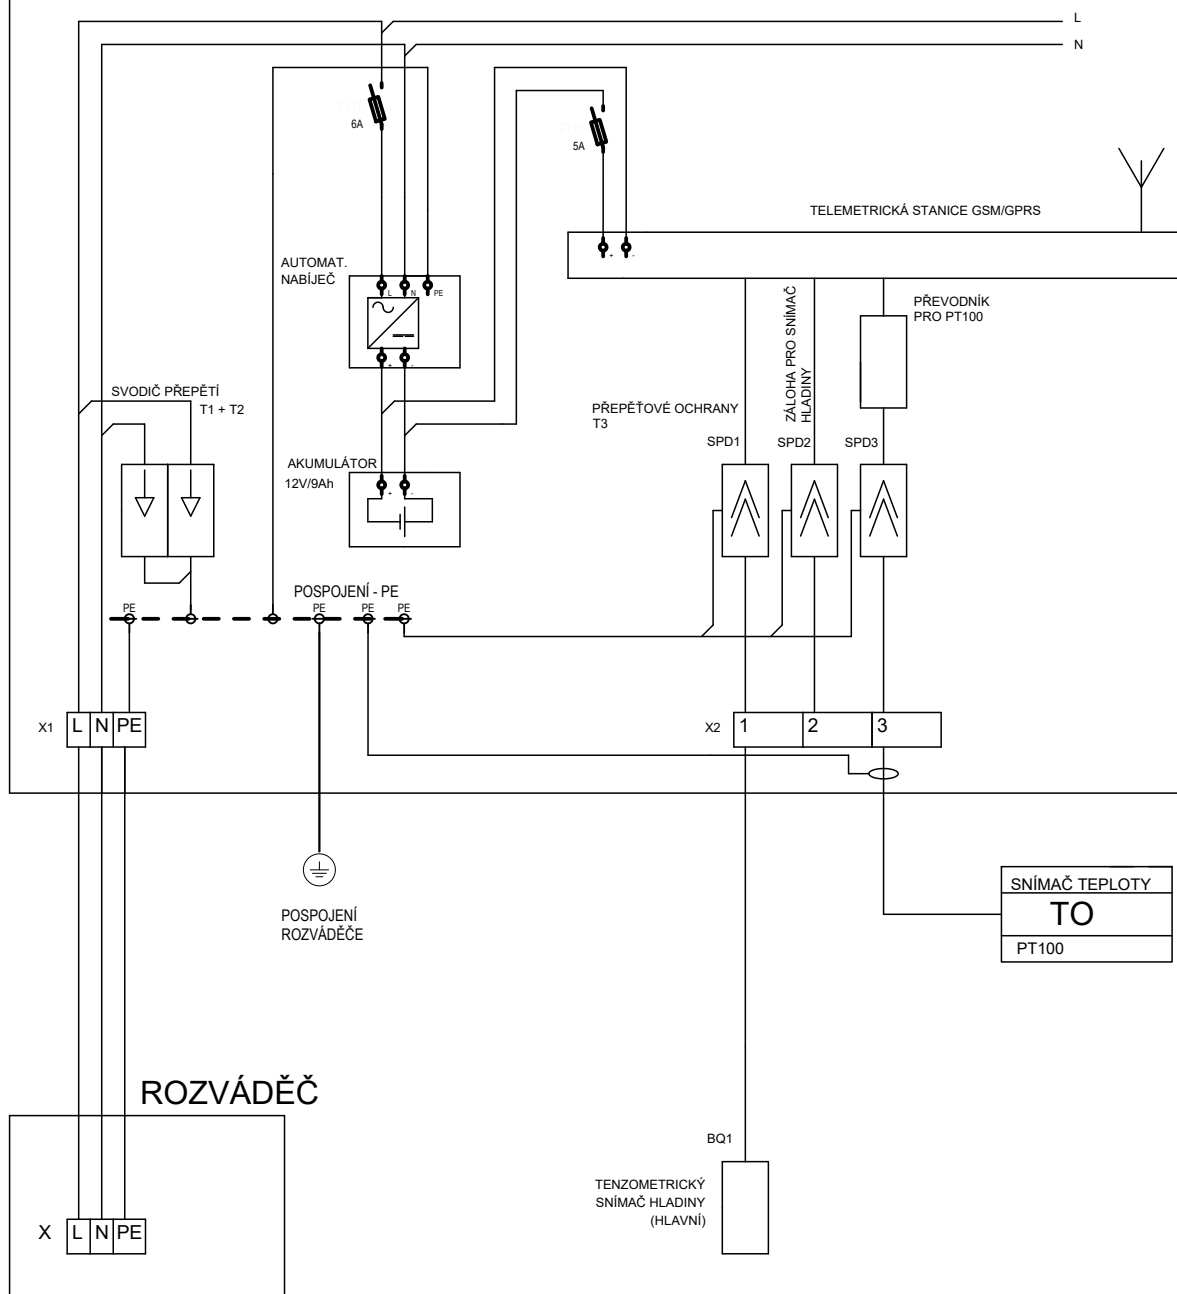 L
N
6A
5A
TELEMETRICKÁ STANICE GSM/GPRS
+ -
AUTOMAT.
NABÍJEČ
L N PE
+ -
PŘEVODNÍK
PRO PT100
ZÁLOHA PRO SNÍMAČ
HLADINY
SVODIČ PŘEPĚTÍ
T1 + T2
PŘEPĚŤOVÉ OCHRANY
T3
SPD1 SPD2 SPD3
AKUMULÁTOR
12V/9Ah
+ -
POSPOJENÍ - PE
PE PE PE PE
X1 L N PE
X2 1 2 3
SNÍMAČ TEPLOTY
TO
PT100
POSPOJENÍ
ROZVÁDĚČE
ROZVÁDĚČ
BQ1
TENZOMETRICKÝ
SNÍMAČ HLADINY
(HLAVNÍ)
X L N PE